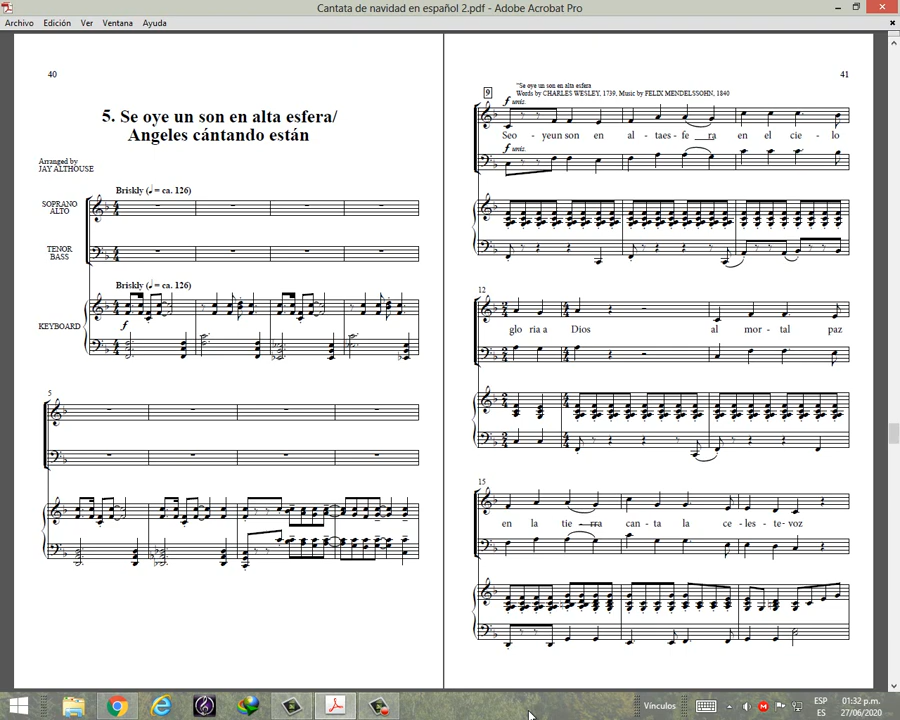 Cantata de navidad en español 2.pdf - Adobe Acrobat Pro
Archivo Edición Ver Ventana Ayuda
40
5. Se oye un son en alta esfera/
Angeles cántando están
Arranged by
JAY ALTHOUSE
Briskly (♩ = ca. 126)
SOPRANO
ALTO
TENOR
BASS
Briskly (♩ = ca. 126)
KEYBOARD
f
5
41
9
"Se oye un son en alta esfera
Words by CHARLES WESLEY, 1739, Music by FELIX MENDELSSOHN, 1840
f unis.
Seo - yeun son en al - taes - fe __ ra en el cie - lo
f unis.
12
glo ria a Dios al mor - tal paz
15
en la tie - rra can - ta la ce - les - te - voz
Vínculos
ESP
ES
01:32 p.m.
27/06/2020